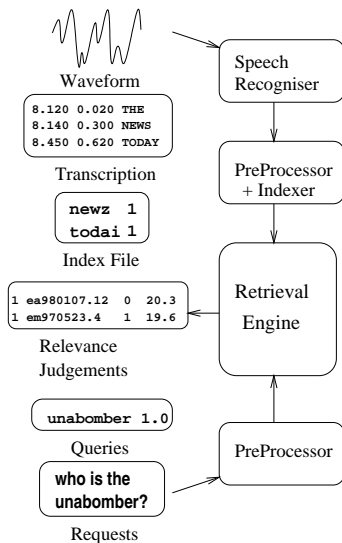 Waveform
Speech
Recogniser
8.120 0.020 THE
8.140 0.300 NEWS
8.450 0.620 TODAY
Transcription
PreProcessor
+ Indexer
newz 1
todai 1
Index File
Retrieval
Engine
1 ea980107.12 0 20.3
1 em970523.4 1 19.6
Relevance
Judgements
unabomber 1.0
Queries
PreProcessor
who is the
unabomber?
Requests